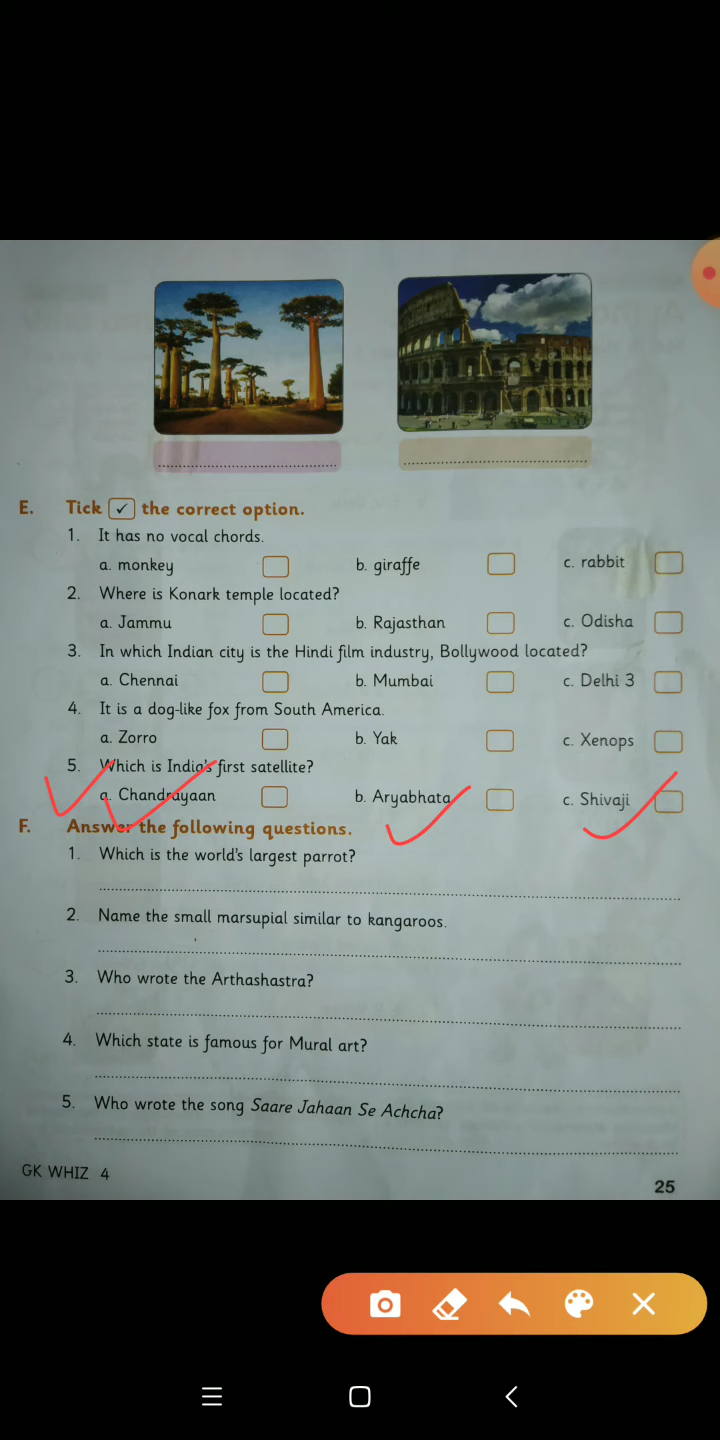 E. Tick ✓ the correct option.
1. It has no vocal chords.
a. monkey b. giraffe c. rabbit
2. Where is Konark temple located?
a. Jammu b. Rajasthan c. Odisha
3. In which Indian city is the Hindi film industry, Bollywood located?
a. Chennai b. Mumbai c. Delhi 3
4. It is a dog-like fox from South America.
a. Zorro b. Yak c. Xenops
5. Which is India's first satellite?
a. Chandrayaan b. Aryabhata c. Shivaji
F. Answer the following questions.
1. Which is the world's largest parrot?
2. Name the small marsupial similar to kangaroos.
3. Who wrote the Arthashastra?
4. Which state is famous for Mural art?
5. Who wrote the song Saare Jahaan Se Achcha?
GK WHIZ 4
25